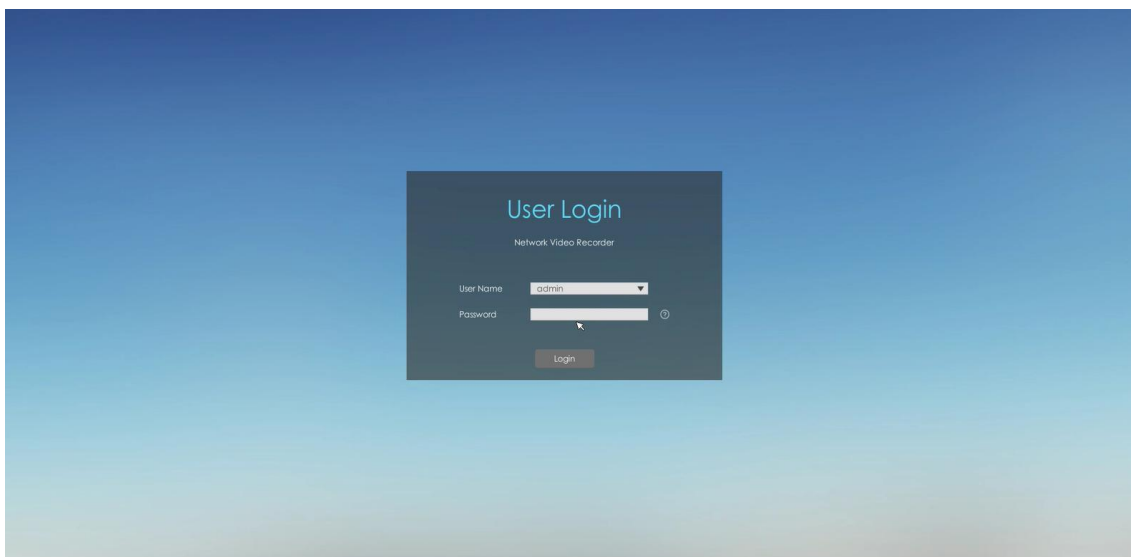 User Login
Network Video Recorder
User Name admin
Password
Login